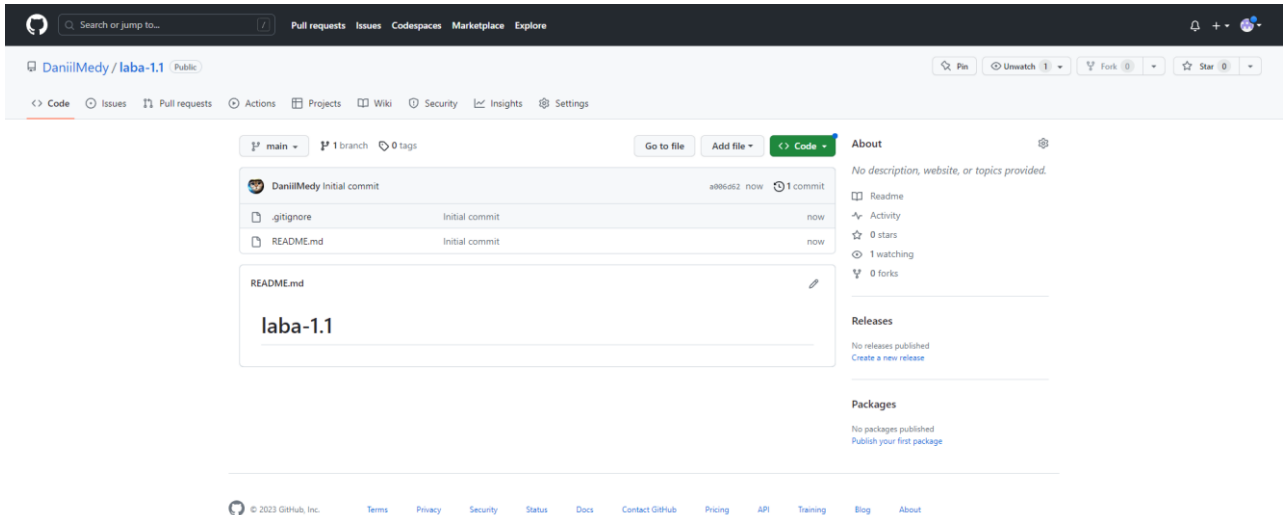 Search or jump to... /
Pull requests Issues Codespaces Marketplace Explore
DaniilMedy / laba-1.1 Public
Pin Unwatch 1 Fork 0 Star 0
Code Issues Pull requests Actions Projects Wiki Security Insights Settings
main 1 branch 0 tags
Go to file Add file Code
DaniilMedy Initial commit a006d62 now 1 commit
.gitignore Initial commit now
README.md Initial commit now
README.md
laba-1.1
About
No description, website, or topics provided.
Readme
Activity
0 stars
1 watching
0 forks
Releases
No releases published
Create a new release
Packages
No packages published
Publish your first package
© 2023 GitHub, Inc. Terms Privacy Security Status Docs Contact GitHub Pricing API Training Blog About